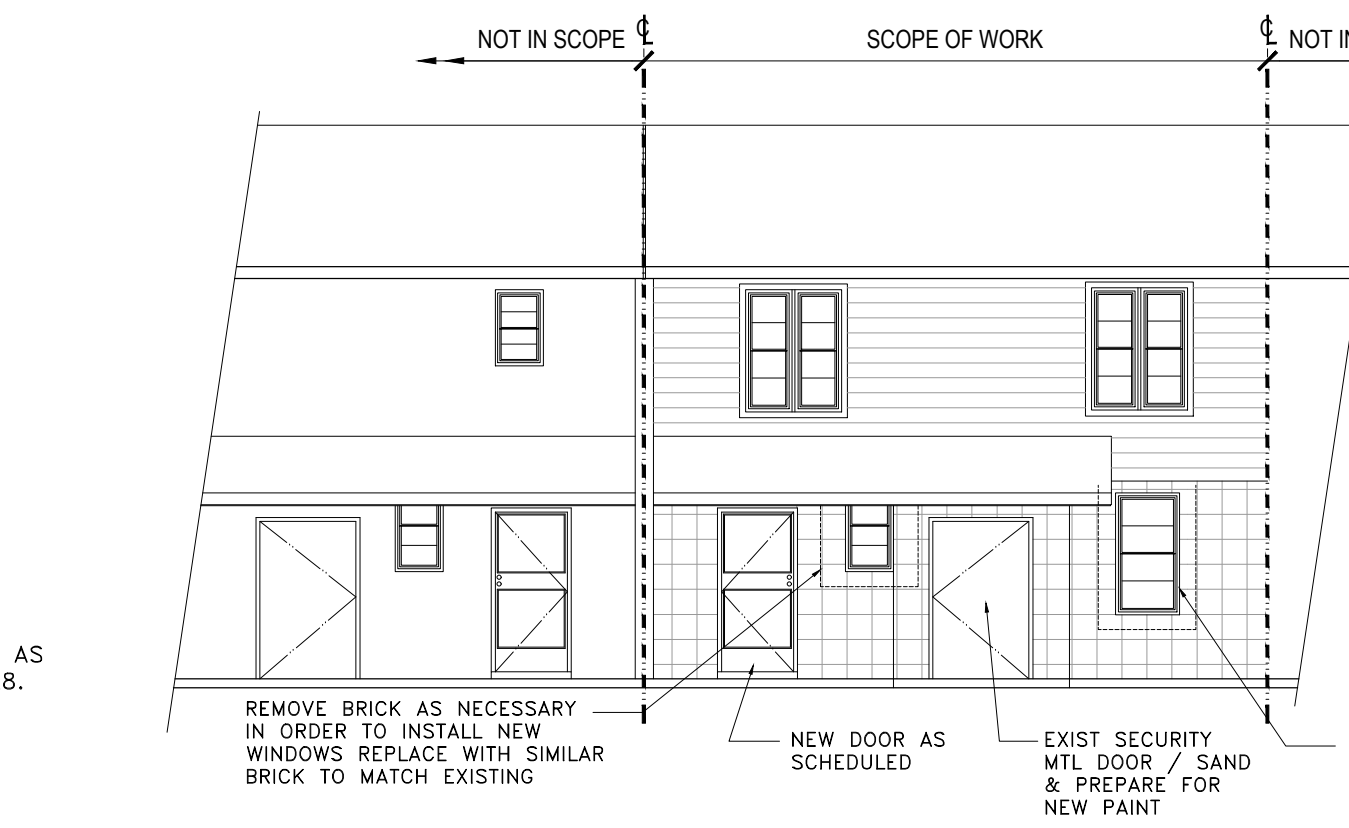 NOT IN SCOPE
℄
SCOPE OF WORK
℄
NOT IN
AS
8.
REMOVE BRICK AS NECESSARY
IN ORDER TO INSTALL NEW
WINDOWS REPLACE WITH SIMILAR
BRICK TO MATCH EXISTING
NEW DOOR AS
SCHEDULED
EXIST SECURITY
MTL DOOR / SAND
& PREPARE FOR
NEW PAINT